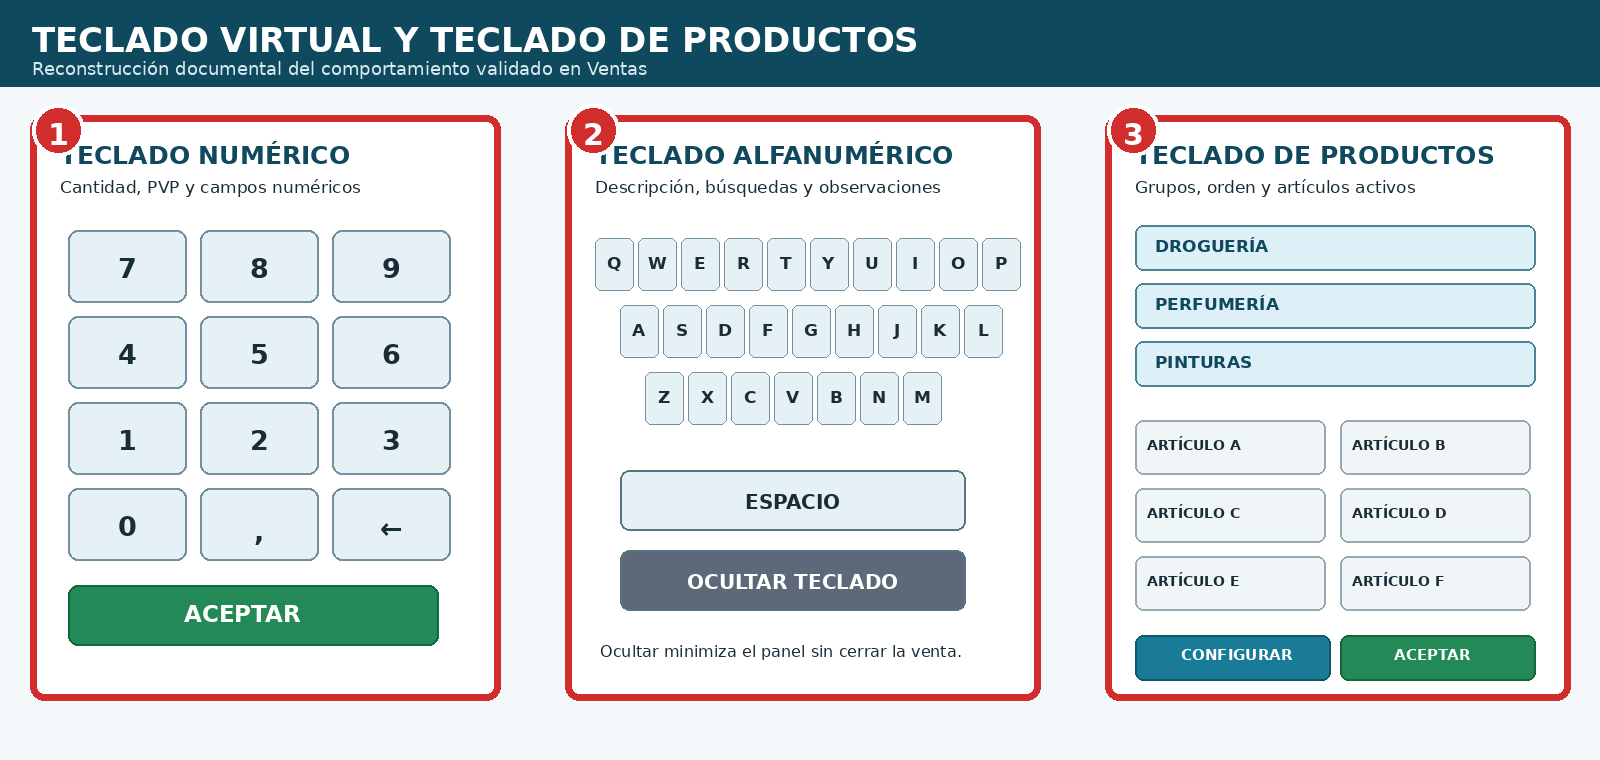 TECLADO VIRTUAL Y TECLADO DE PRODUCTOS
Reconstrucción documental del comportamiento validado en Ventas
1
TECLADO NUMÉRICO
Cantidad, PVP y campos numéricos
7 8 9
4 5 6
1 2 3
0 , ←
ACEPTAR
2
TECLADO ALFANUMÉRICO
Descripción, búsquedas y observaciones
Q W E R T Y U I O P
A S D F G H J K L
Z X C V B N M
ESPACIO
OCULTAR TECLADO
Ocultar minimiza el panel sin cerrar la venta.
3
TECLADO DE PRODUCTOS
Grupos, orden y artículos activos
DROGUERÍA
PERFUMERÍA
PINTURAS
ARTÍCULO A ARTÍCULO B
ARTÍCULO C ARTÍCULO D
ARTÍCULO E ARTÍCULO F
CONFIGURAR ACEPTAR